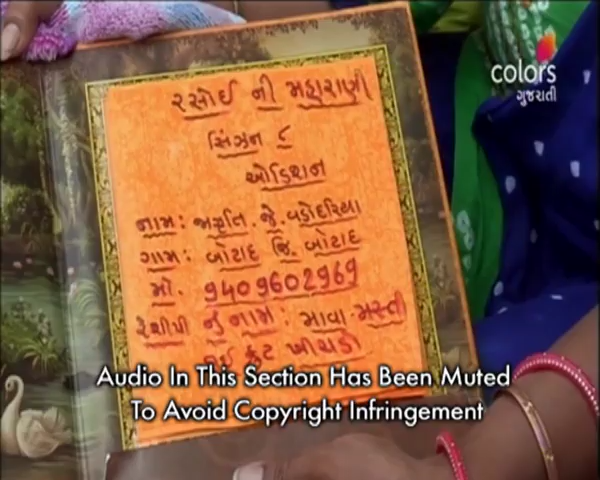 colors
ગુજરાતી
રસોઈ ની મહારાણી
સિઝન ૮
ઓડિશન
નામ: જાગૃતિ. જે. વડોદરિયા
ગામ: બોટાદ જિ. બોટાદ
મો. 9409602969
રેસીપી નુ નામ: માવા મસ્તી
ફ્રુટ ખીચડો
Audio In This Section Has Been Muted
To Avoid Copyright Infringement